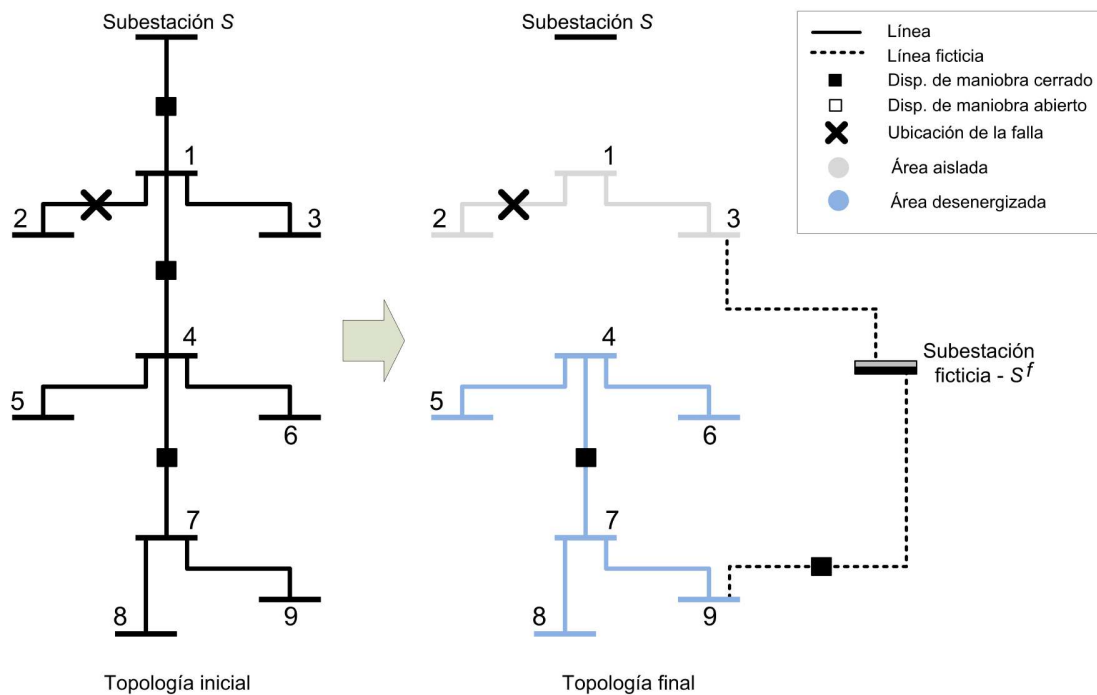 Subestación S
1
2
3
4
5
6
7
8
9
Topología inicial
Subestación S
1
2
3
4
5
6
7
8
9
Subestación
ficticia - S^f
Topología final
Línea
Línea ficticia
Disp. de maniobra cerrado
Disp. de maniobra abierto
Ubicación de la falla
Área aislada
Área desenergizada